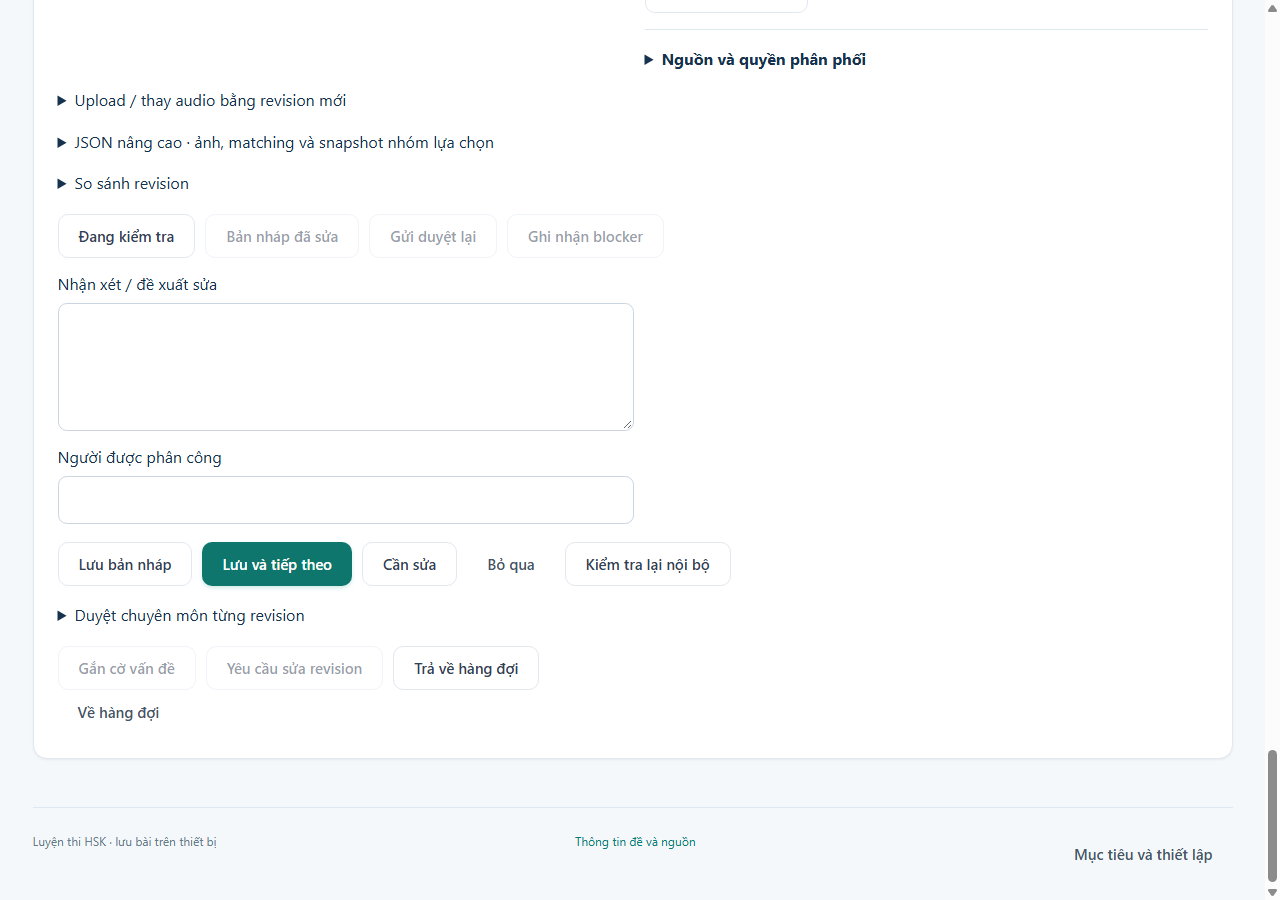 Nguồn và quyền phân phối
Upload / thay audio bằng revision mới
JSON nâng cao · ảnh, matching và snapshot nhóm lựa chọn
So sánh revision
Đang kiểm tra
Bản nháp đã sửa
Gửi duyệt lại
Ghi nhận blocker
Nhận xét / đề xuất sửa
Người được phân công
Lưu bản nháp
Lưu và tiếp theo
Cần sửa
Bỏ qua
Kiểm tra lại nội bộ
Duyệt chuyên môn từng revision
Gắn cờ vấn đề
Yêu cầu sửa revision
Trả về hàng đợi
Về hàng đợi
Luyện thi HSK · lưu bài trên thiết bị
Thông tin đề và nguồn
Mục tiêu và thiết lập